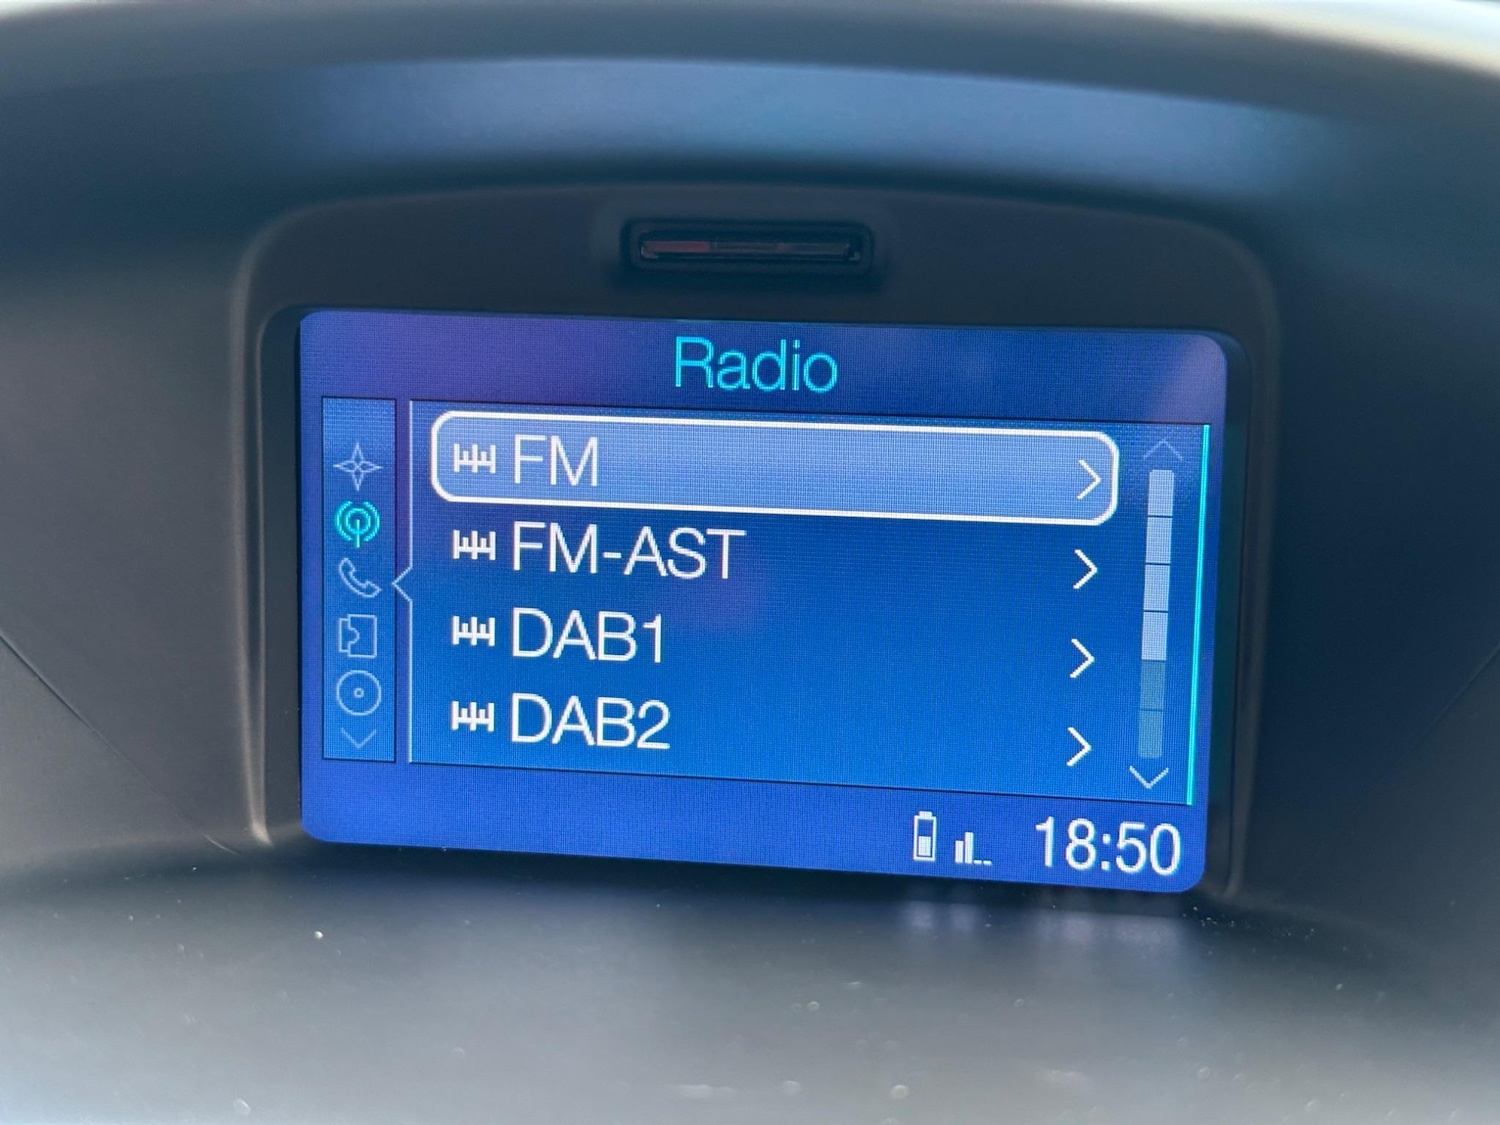 Radio
FM
FM-AST
DAB1
DAB2
18:50